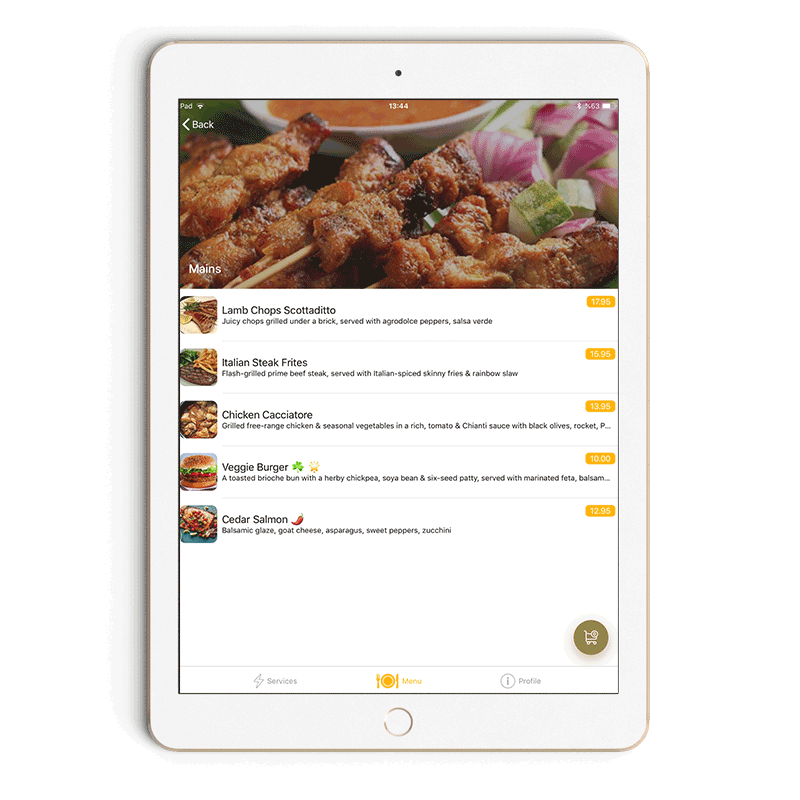 Pad 13:44 %63
Back
Mains
Lamb Chops Scottaditto 17.95
Juicy chops grilled under a brick, served with agrodolce peppers, salsa verde
Italian Steak Frites 15.95
Flash-grilled prime beef steak, served with Italian-spiced skinny fries & rainbow slaw
Chicken Cacciatore 13.95
Grilled free-range chicken & seasonal vegetables in a rich, tomato & Chianti sauce with black olives, rocket, P...
Veggie Burger ☘️ 🌟 10.00
A toasted brioche bun with a herby chickpea, soya bean & six-seed patty, served with marinated feta, balsam...
Cedar Salmon 🌶️ 12.95
Balsamic glaze, goat cheese, asparagus, sweet peppers, zucchini
Services Menu Profile